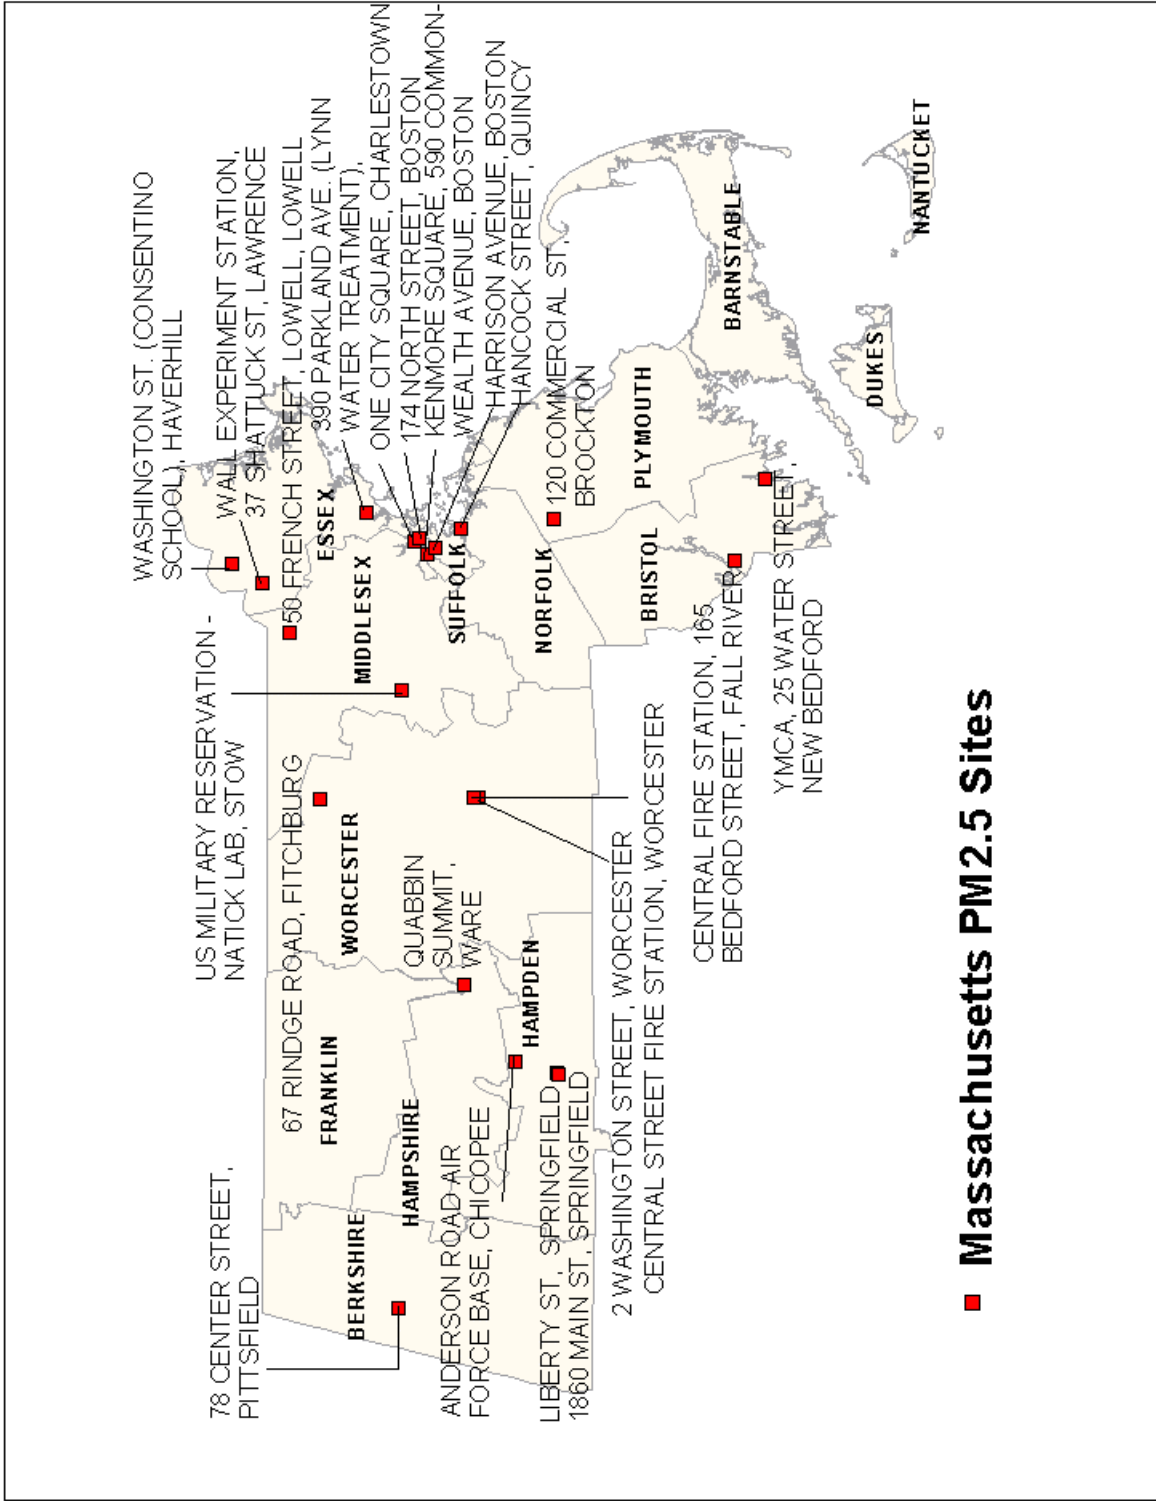 WASHINGTON ST. (CONSENTINO
SCHOOL), HAVERHILL
WALL EXPERIMENT STATION,
37 SHATTUCK ST, LAWRENCE
50 FRENCH STREET, LOWELL, LOWELL
390 PARKLAND AVE. (LYNN
WATER TREATMENT),
ONE CITY SQUARE, CHARLESTOWN
174 NORTH STREET, BOSTON
KENMORE SQUARE, 590 COMMON-
WEALTH AVENUE, BOSTON
HARRISON AVENUE, BOSTON
HANCOCK STREET, QUINCY
120 COMMERCIAL ST,
BROCKTON
US MILITARY RESERVATION -
NATICK LAB, STOW
67 RINDGE ROAD, FITCHBURG
78 CENTER STREET,
PITTSFIELD
QUABBIN
SUMMIT,
WARE
ANDERSON ROAD AIR
FORCE BASE, CHICOPEE
LIBERTY ST, SPRINGFIELD
1860 MAIN ST, SPRINGFIELD
2 WASHINGTON STREET, WORCESTER
CENTRAL STREET FIRE STATION, WORCESTER
CENTRAL FIRE STATION, 165
BEDFORD STREET, FALL RIVER
YMCA, 25 WATER STREET,
NEW BEDFORD
BERKSHIRE
FRANKLIN
HAMPSHIRE
HAMPDEN
WORCESTER
MIDDLESEX
ESSEX
SUFFOLK
NORFOLK
BRISTOL
PLYMOUTH
BARNSTABLE
DUKES
NANTUCKET
Massachusetts PM2.5 Sites